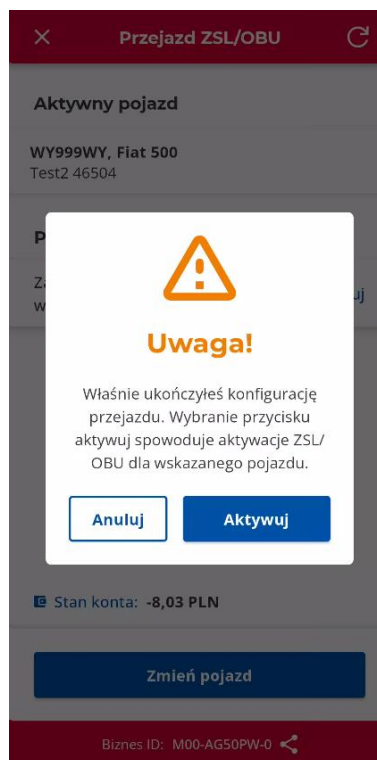 Przejazd ZSL/OBU
Aktywny pojazd
WY999WY, Fiat 500
Test2 46504
P
Za
uj
w
Uwaga!
Właśnie ukończyłeś konfigurację
przejazdu. Wybranie przycisku
aktywuj spowoduje aktywacje ZSL/
OBU dla wskazanego pojazdu.
Anuluj Aktywuj
Stan konta: -8,03 PLN
Zmień pojazd
Biznes ID: M00-AG50PW-0